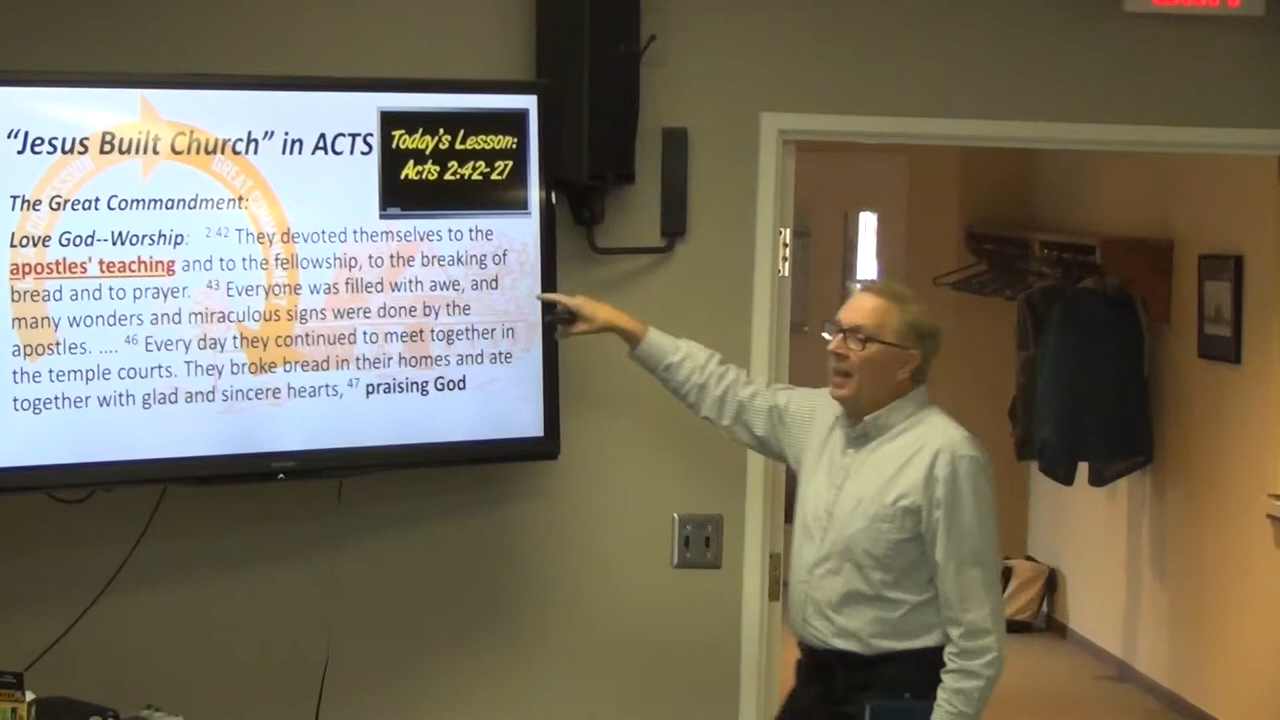 "Jesus Built Church" in ACTS
Today's Lesson:
Acts 2:42-27
The Great Commandment:
Love God--Worship: 2:42 They devoted themselves to the
apostles' teaching and to the fellowship, to the breaking of
bread and to prayer. 43 Everyone was filled with awe, and
many wonders and miraculous signs were done by the
apostles. .... 46 Every day they continued to meet together in
the temple courts. They broke bread in their homes and ate
together with glad and sincere hearts, 47 praising God